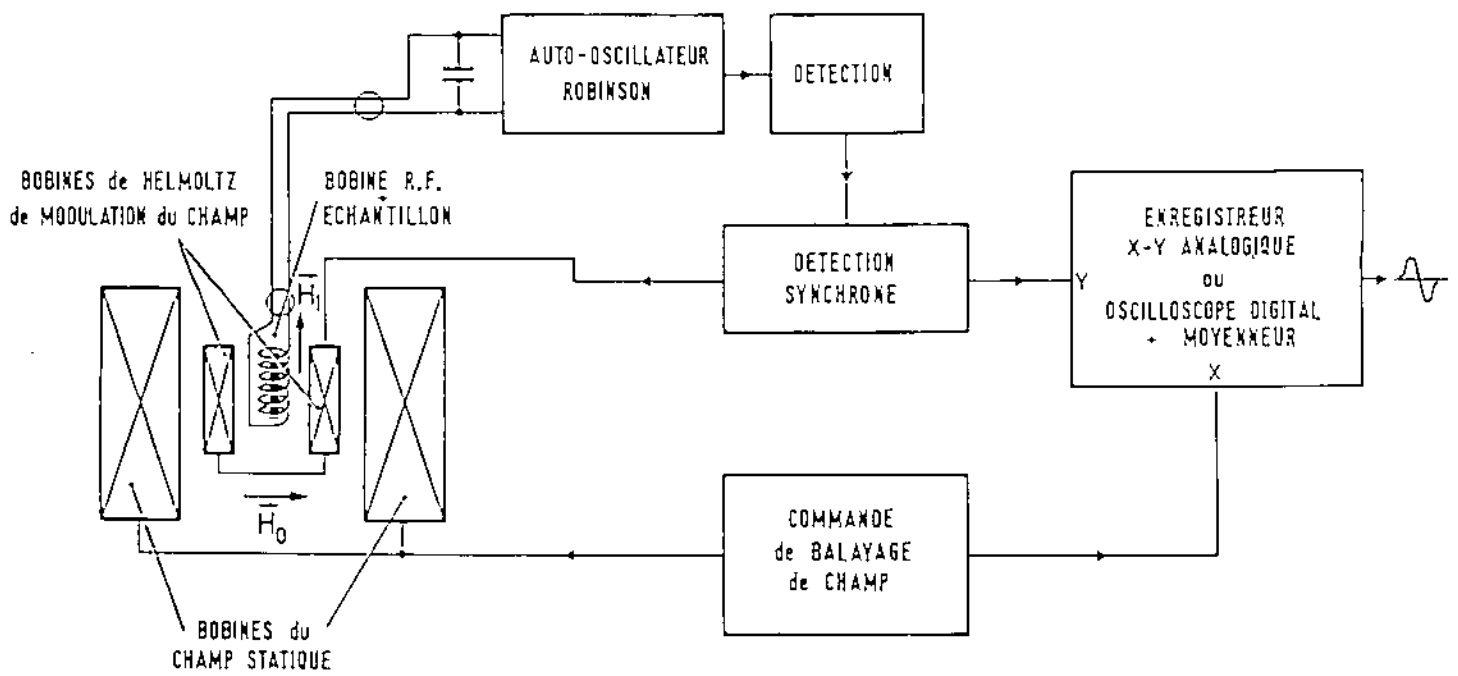 AUTO-OSCILLATEUR
ROBINSON
DETECTION
BOBINES de HELMOLTZ
de MODULATION du CHAMP
BOBINE R.F.
+
ECHANTILLON
H₁
DETECTION
SYNCHRONE
Y
ENREGISTREUR
X-Y ANALOGIQUE
OU
OSCILLOSCOPE DIGITAL
+ MOYENNEUR
X
H₀
COMMANDE
de BALAYAGE
de CHAMP
BOBINES du
CHAMP STATIQUE